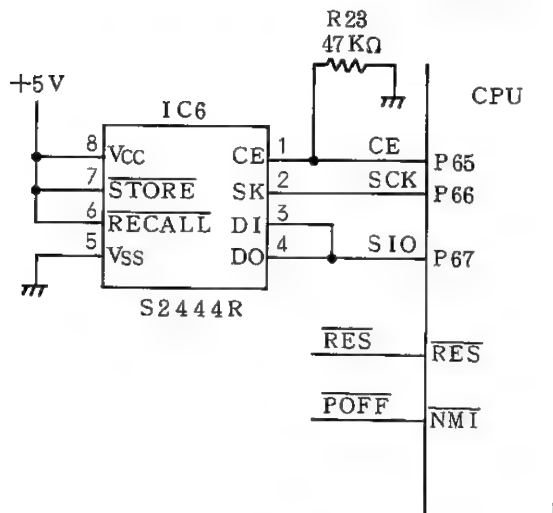 R23
47KΩ
+5V
CPU
IC6
8 VCC CE 1 CE P65
7 STORE SK 2 SCK P66
6 RECALL DI 3
5 VSS DO 4 SIO P67
S2444R
RES RES
POFF NMI